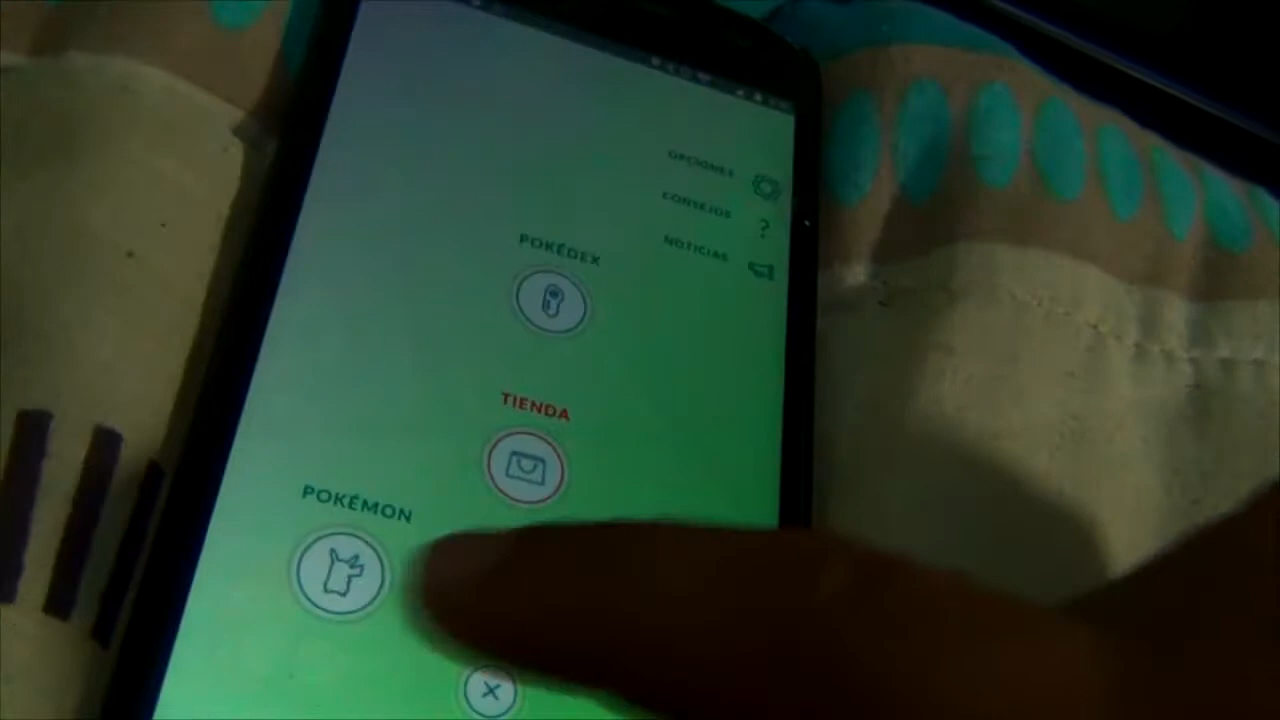 OPCIONES
CONSEJOS
?
NOTICIAS
POKÉDEX
TIENDA
POKÉMON